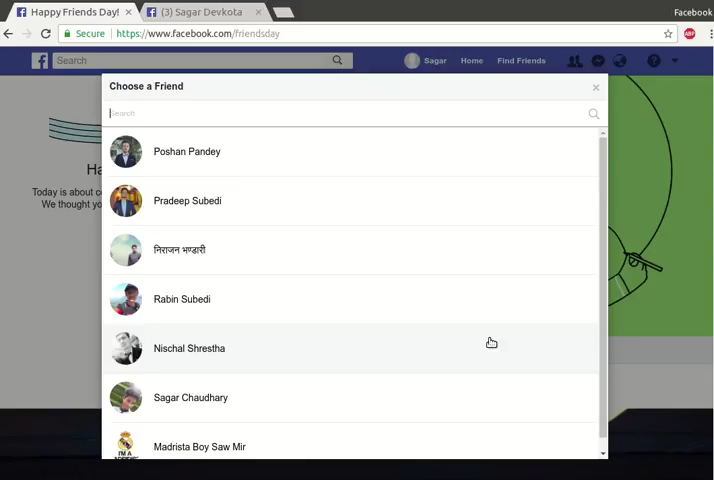 Happy Friends Day!
(3) Sagar Devkota
Facebook
Secure
https://www.facebook.com/friendsday
ABP
Search
Sagar
Home
Find Friends
Choose a Friend
Search
Poshan Pandey
Ha
Today is about c
We thought yo
Pradeep Subedi
निराजन भण्डारी
Rabin Subedi
Nischal Shrestha
Sagar Chaudhary
Madrista Boy Saw Mir
I'M A